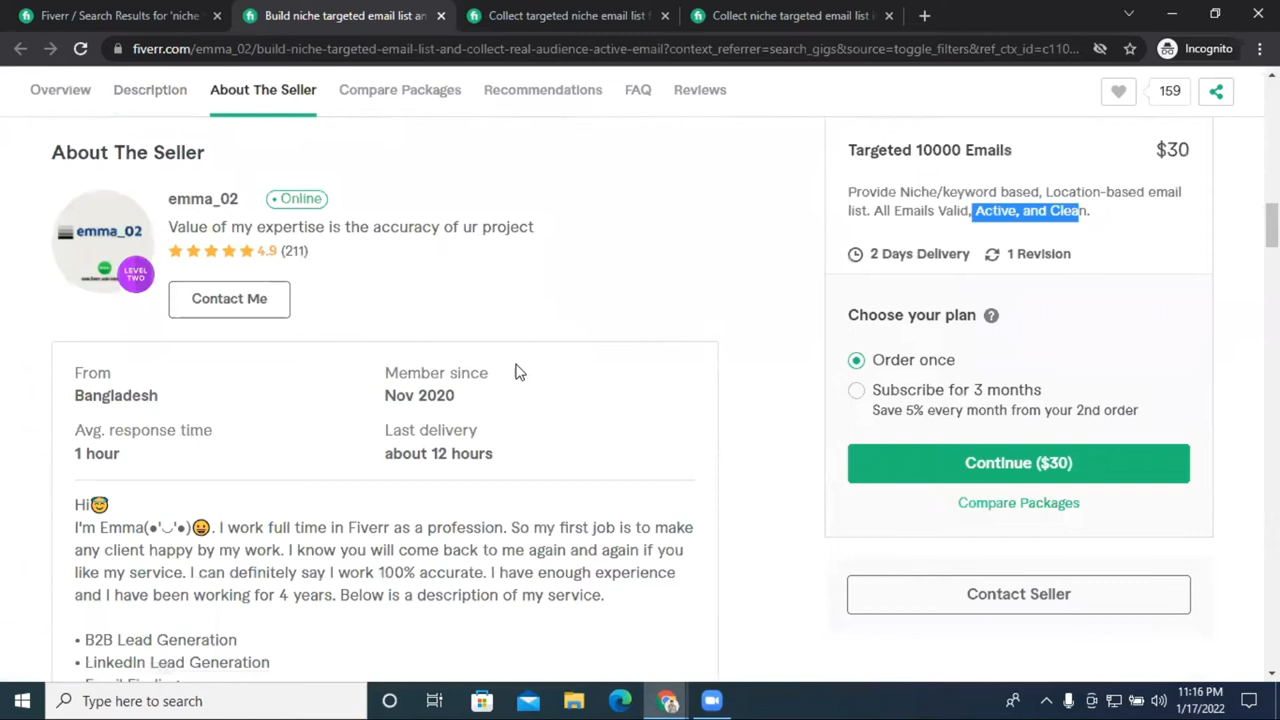 Fiverr / Search Results for 'niche
Build niche targeted email list an
Collect targeted niche email list f
Collect niche targeted email list i
fiverr.com/emma_02/build-niche-targeted-email-list-and-collect-real-audience-active-email?context_referrer=search_gigs&source=toggle_filters&ref_ctx_id=c110...
Incognito
Overview
Description
About The Seller
Compare Packages
Recommendations
FAQ
Reviews
159
About The Seller
emma_02
LEVEL
TWO
emma_02
• Online
Value of my expertise is the accuracy of ur project
4.9 (211)
Contact Me
From
Bangladesh
Member since
Nov 2020
Avg. response time
1 hour
Last delivery
about 12 hours
Hi😇
I'm Emma(●'◡'●)😀. I work full time in Fiverr as a profession. So my first job is to make
any client happy by my work. I know you will come back to me again and again if you
like my service. I can definitely say I work 100% accurate. I have enough experience
and I have been working for 4 years. Below is a description of my service.
• B2B Lead Generation
• LinkedIn Lead Generation
Targeted 10000 Emails
$30
Provide Niche/keyword based, Location-based email
list. All Emails Valid, Active, and Clean.
2 Days Delivery
1 Revision
Choose your plan ?
Order once
Subscribe for 3 months
Save 5% every month from your 2nd order
Continue ($30)
Compare Packages
Contact Seller
Type here to search
11:16 PM
1/17/2022